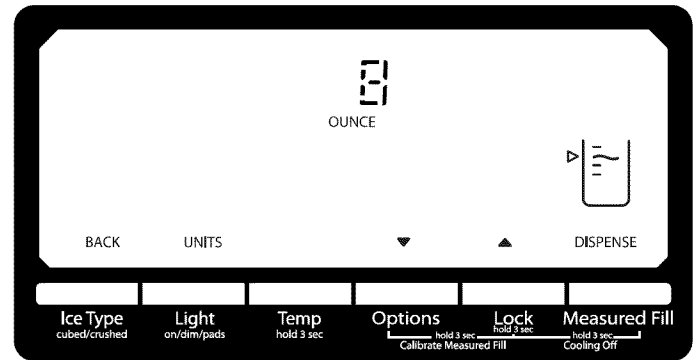 8
OUNCE
BACK UNITS ▼ ▲ DISPENSE
Ice Type Light Temp Options Lock Measured Fill
cubed/crushed on/dim/pads hold 3 sec hold 3 sec
hold 3 sec hold 3 sec
Calibrate Measured Fill Cooling Off